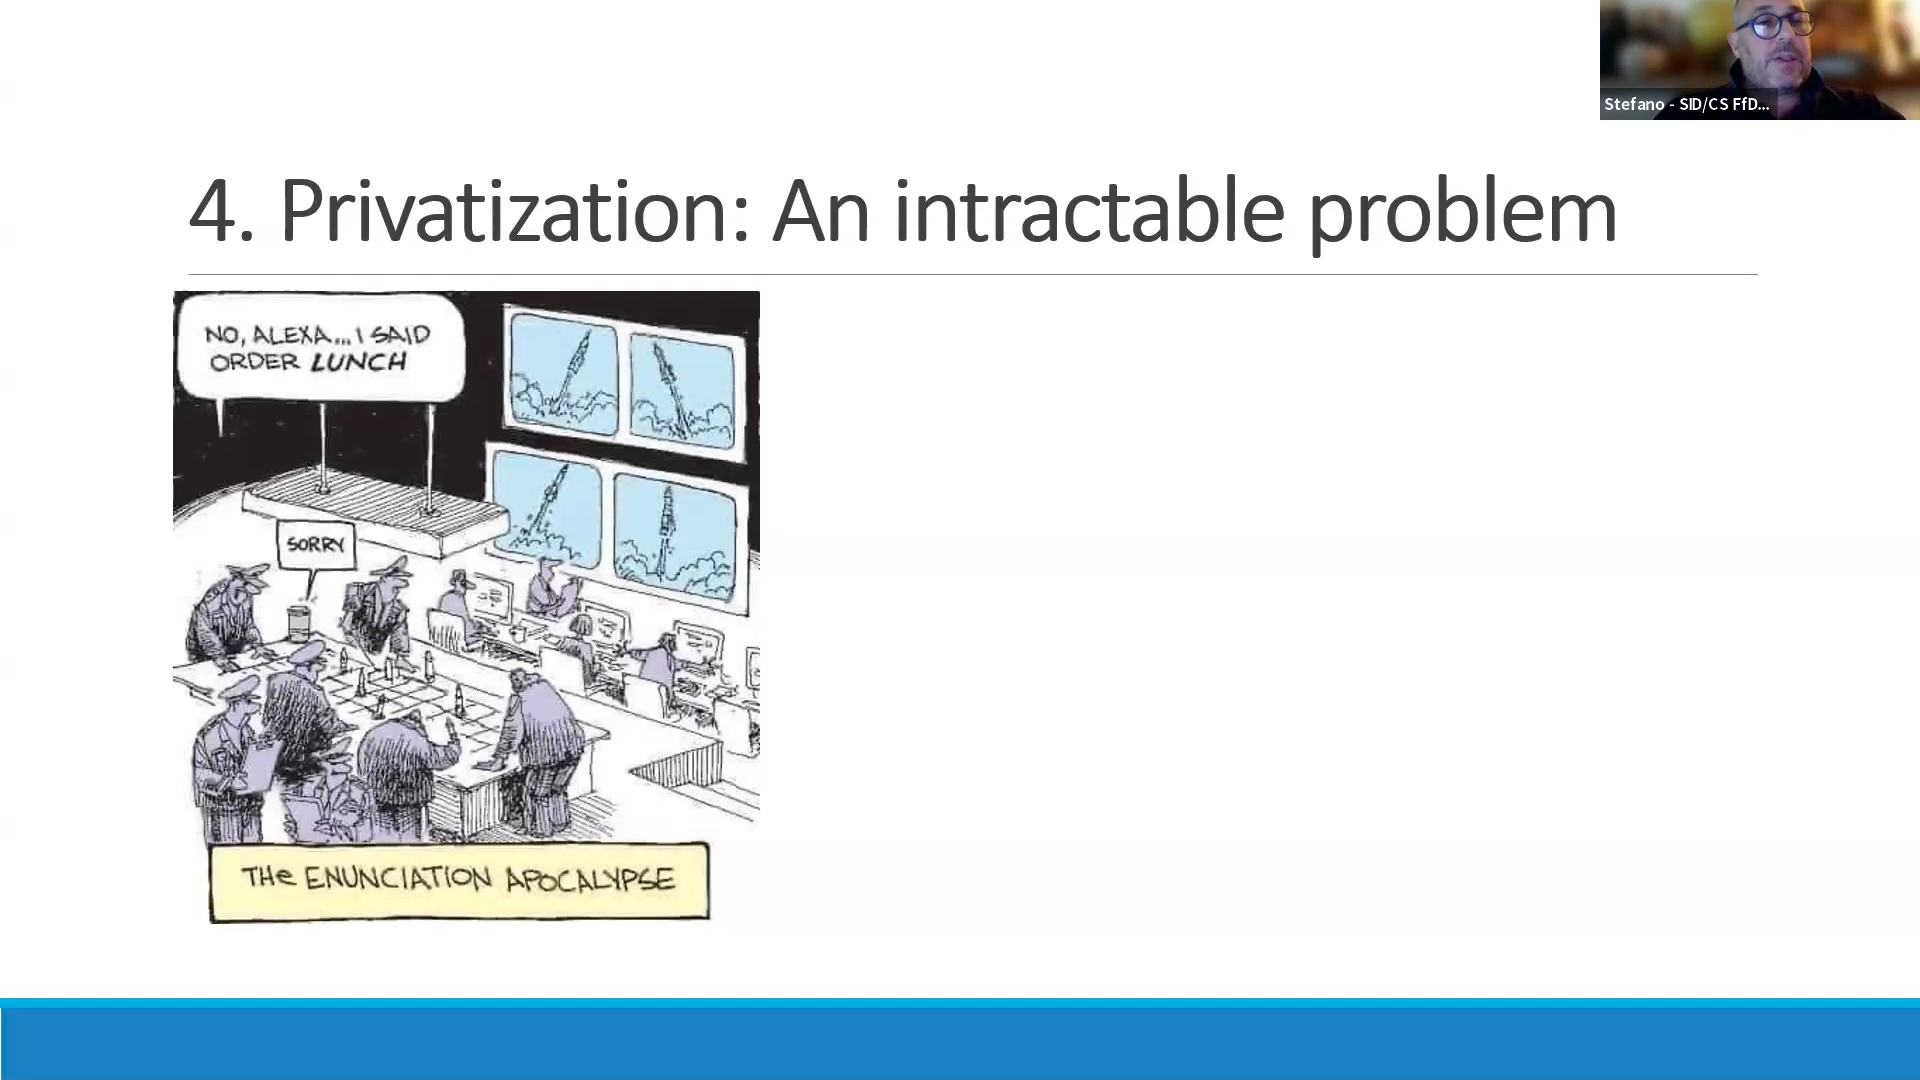 Stefano - SID/CS FfD...
4. Privatization: An intractable problem
NO, ALEXA... I SAID
ORDER LUNCH
SORRY
THe ENUNCIATION APOCALYPSE